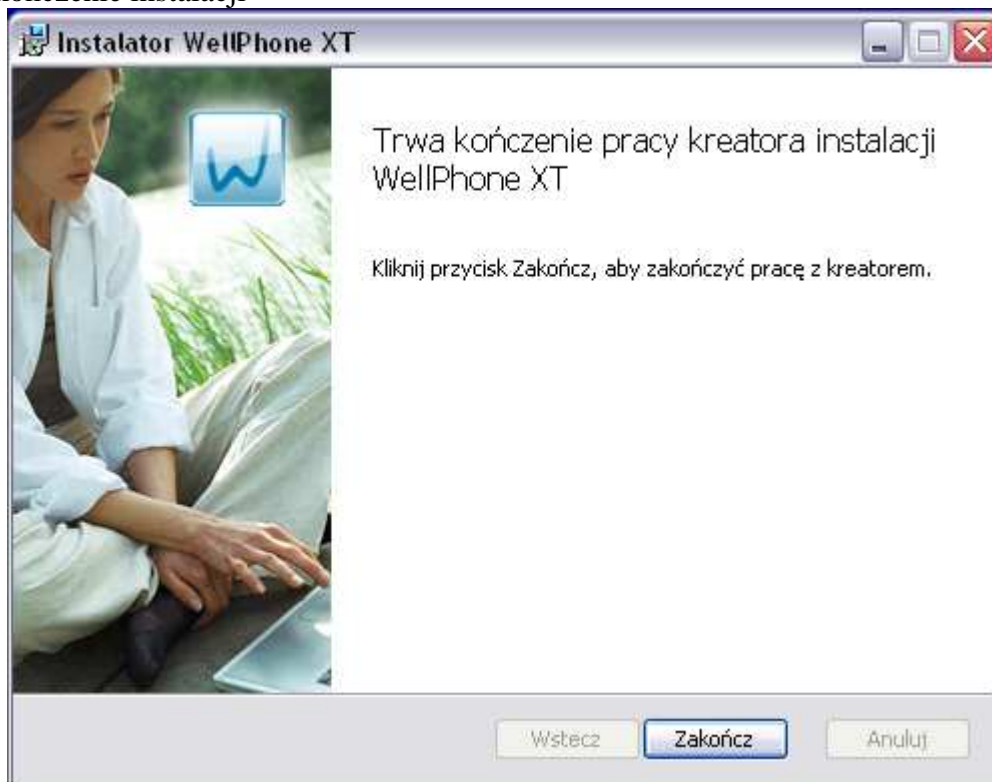 instalacji
Instalator WellPhone XT
Trwa kończenie pracy kreatora instalacji
WellPhone XT
Kliknij przycisk Zakończ, aby zakończyć pracę z kreatorem.
Wstecz
Zakończ
Anuluj